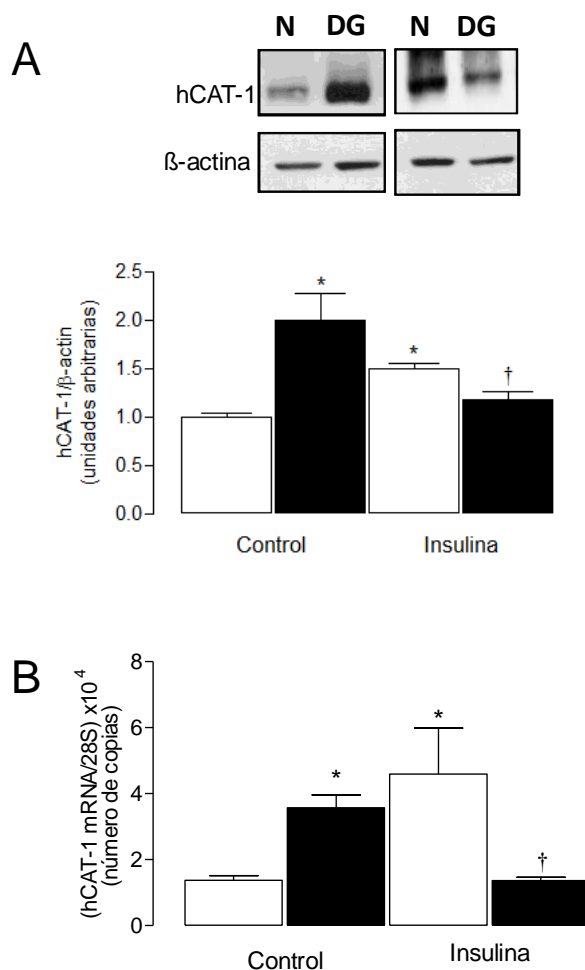 N DG N DG
A
hCAT-1
ß-actina
hCAT-1/β-actin
(unidades arbitrarias)
2.5
2.0
1.5
1.0
0.5
0.0
*
*
†
Control Insulina
B
(hCAT-1 mRNA/28S) x10 4
(número de copias)
8
6
4
2
0
*
*
†
Control Insulina